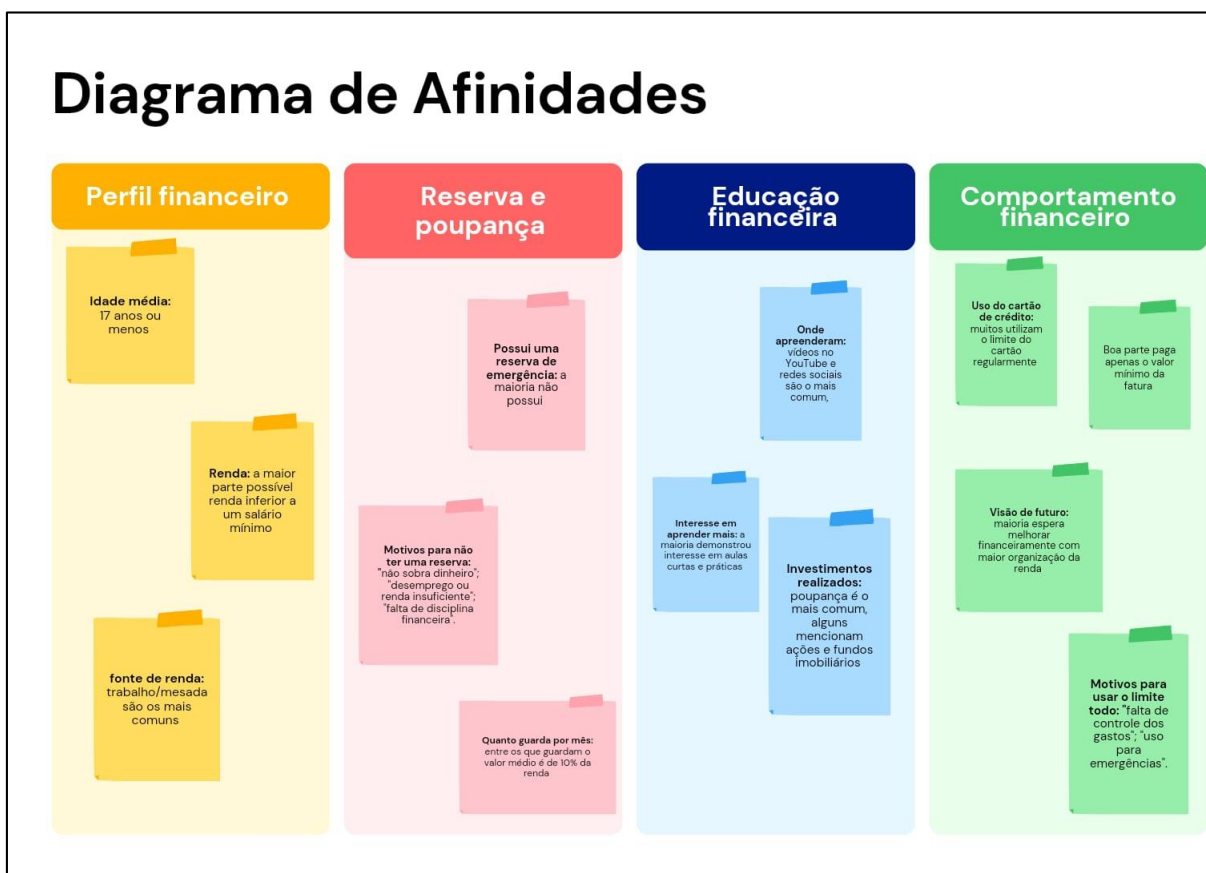 Diagrama de Afinidades
Perfil financeiro
Idade média:
17 anos ou
menos
Renda: a maior
parte possível
renda inferior a
um salário
mínimo
fonte de renda:
trabalho/mesada
são os mais
comuns
Reserva e
poupança
Possui uma
reserva de
emergência: a
maioria não
possui
Motivos para não
ter uma reserva:
"não sobra dinheiro";
"desemprego ou
renda insuficiente";
"falta de disciplina
financeira".
Quanto guarda por mês:
entre os que guardam o
valor médio é de 10% da
renda
Educação
financeira
Onde
apreenderam:
vídeos no
YouTube e
redes sociais
são o mais
comum,
Interesse em
aprender mais: a
maioria demonstrou
interesse em aulas
curtas e práticas
Investimentos
realizados:
poupança é o
mais comum,
alguns
mencionam
ações e fundos
imobiliários
Comportamento
financeiro
Uso do cartão
de crédito:
muitos utilizam
o limite do
cartão
regularmente
Boa parte paga
apenas o valor
mínimo da
fatura
Visão de futuro:
maioria espera
melhorar
financeiramente com
maior organização da
renda
Motivos para
usar o limite
todo: "falta de
controle dos
gastos"; "uso
para
emergências".